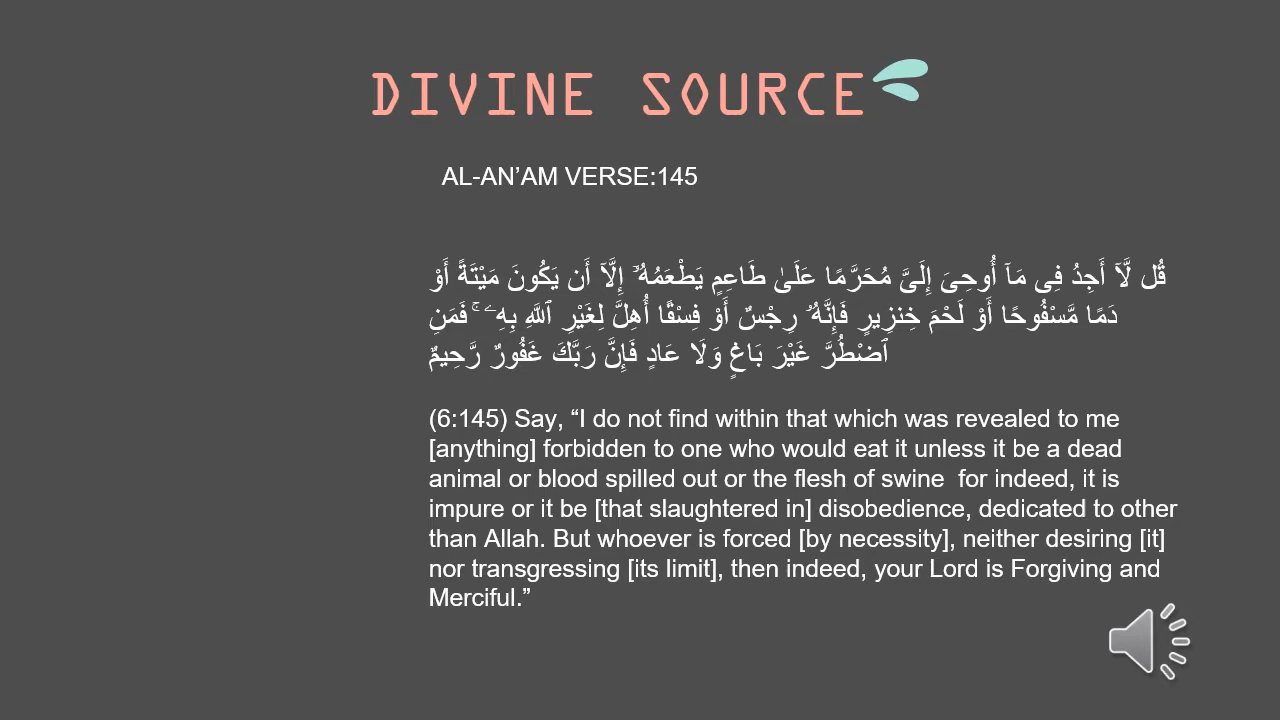 DIVINE SOURCE
AL-AN’AM VERSE:145
قُل لَّآ أَجِدُ فِى مَآ أُوحِىَ إِلَىَّ مُحَرَّمًا عَلَىٰ طَاعِمٍ يَطْعَمُهُۥٓ إِلَّآ أَن يَكُونَ مَيْتَةً أَوْ
دَمًا مَّسْفُوحًا أَوْ لَحْمَ خِنزِيرٍ فَإِنَّهُۥ رِجْسٌ أَوْ فِسْقًا أُهِلَّ لِغَيْرِ ٱللَّهِ بِهِۦ ۚ فَمَنِ
ٱضْطُرَّ غَيْرَ بَاغٍ وَلَا عَادٍ فَإِنَّ رَبَّكَ غَفُورٌ رَّحِيمٌ
(6:145) Say, “I do not find within that which was revealed to me
[anything] forbidden to one who would eat it unless it be a dead
animal or blood spilled out or the flesh of swine  for indeed, it is
impure or it be [that slaughtered in] disobedience, dedicated to other
than Allah. But whoever is forced [by necessity], neither desiring [it]
nor transgressing [its limit], then indeed, your Lord is Forgiving and
Merciful.”